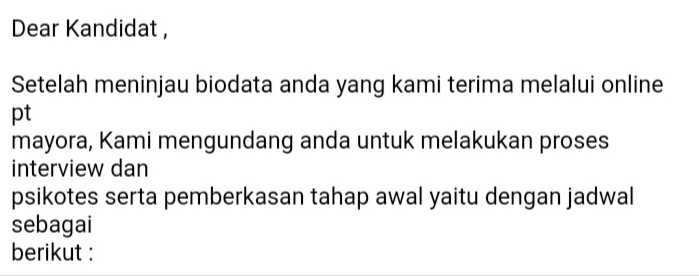 Dear Kandidat ,
Setelah meninjau biodata anda yang kami terima melalui online
pt
mayora, Kami mengundang anda untuk melakukan proses
interview dan
psikotes serta pemberkasan tahap awal yaitu dengan jadwal
sebagai
berikut :